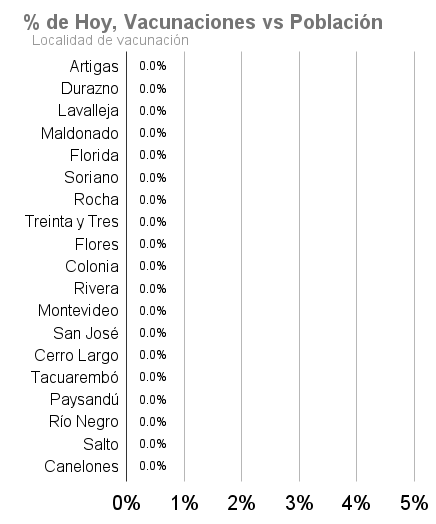 % de Hoy, Vacunaciones vs Población
Localidad de vacunación
Artigas 0.0%
Durazno 0.0%
Lavalleja 0.0%
Maldonado 0.0%
Florida 0.0%
Soriano 0.0%
Rocha 0.0%
Treinta y Tres 0.0%
Flores 0.0%
Colonia 0.0%
Rivera 0.0%
Montevideo 0.0%
San José 0.0%
Cerro Largo 0.0%
Tacuarembó 0.0%
Paysandú 0.0%
Río Negro 0.0%
Salto 0.0%
Canelones 0.0%
0% 1% 2% 3% 4% 5%